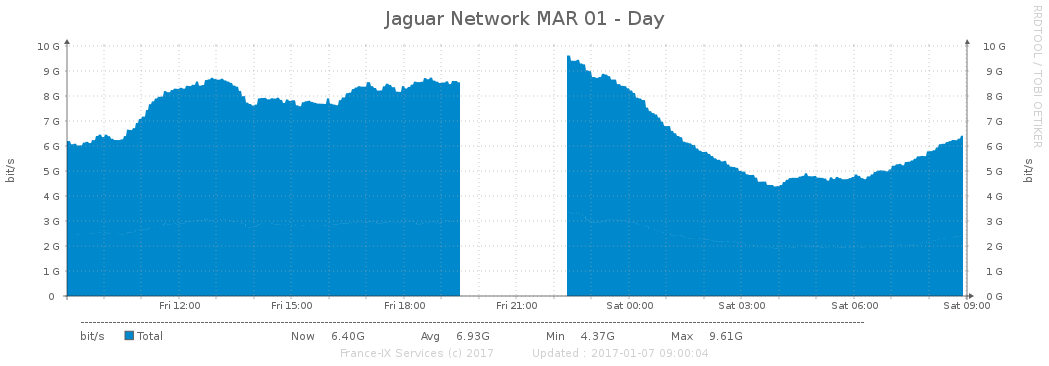 Jaguar Network MAR 01 - Day
RRDTOOL / TOBI OETIKER
10 G 10 G
9 G 9 G
8 G 8 G
7 G 7 G
6 G 6 G
5 G 5 G
4 G 4 G
3 G 3 G
2 G 2 G
1 G 1 G
0 0 G
bit/s
bit/s
Fri 12:00 Fri 15:00 Fri 18:00 Fri 21:00 Sat 00:00 Sat 03:00 Sat 06:00 Sat 09:00
bit/s Total Now 6.40G Avg 6.93G Min 4.37G Max 9.61G
France-IX Services (c) 2017 Updated : 2017-01-07 09:00:04